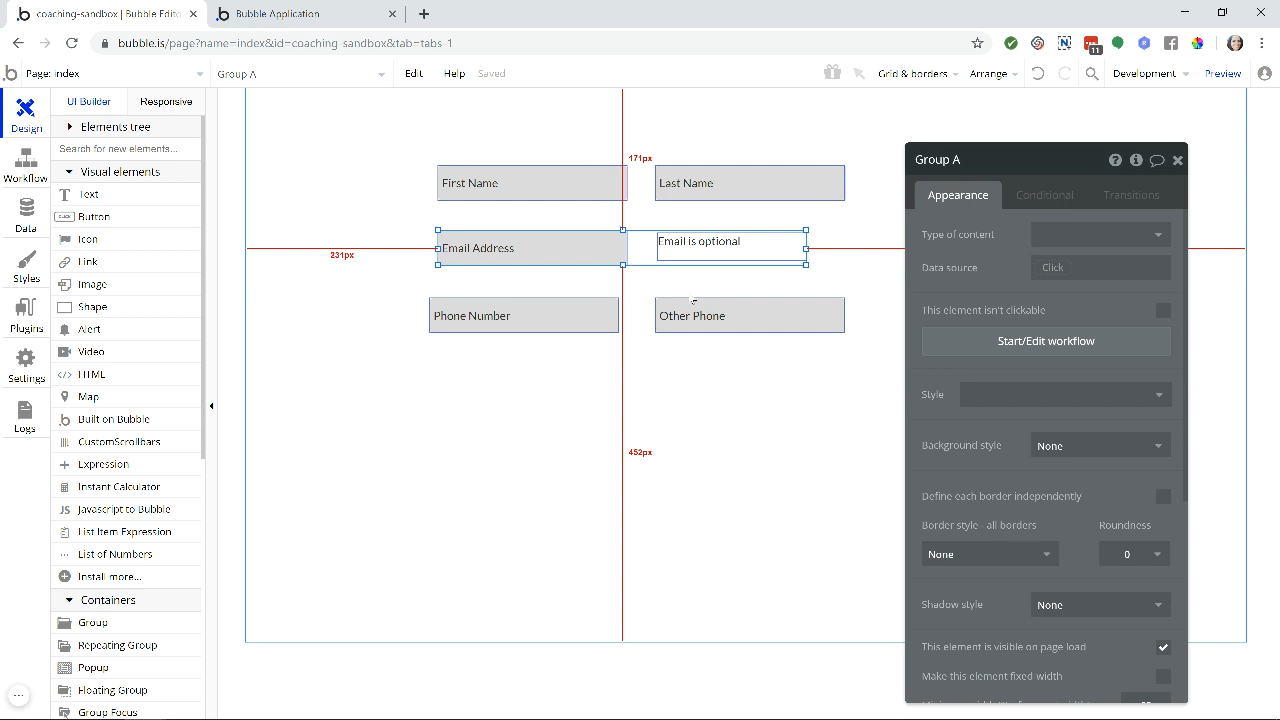 coaching-sandbox | Bubble Editor
Bubble Application
bubble.is/page?name=index&id=coaching_sandbox&tab=tabs-1
11
Page: index
Group A
Edit
Help
Saved
Grid & borders
Arrange
Development
Preview
Design
Workflow
Data
Styles
Plugins
Settings
Logs
UI Builder
Responsive
Elements tree
Search for new elements...
Visual elements
Text
Button
Icon
Link
Image
Shape
Alert
Video
HTML
Map
Built on Bubble
CustomScrollbars
Expression
Instant Calculator
Javascript to Bubble
List Item Expressi...
List of Numbers
Install more...
Containers
Group
Repeating Group
Popup
Floating Group
171px
First Name
Last Name
231px
Email Address
Email is optional
Phone Number
Other Phone
452px
Group A
Appearance
Conditional
Transitions
Type of content
Data source
Click
This element isn't clickable
Start/Edit workflow
Style
Background style
None
Define each border independently
Border style - all borders
Roundness
None
0
Shadow style
None
This element is visible on page load
Make this element fixed-width